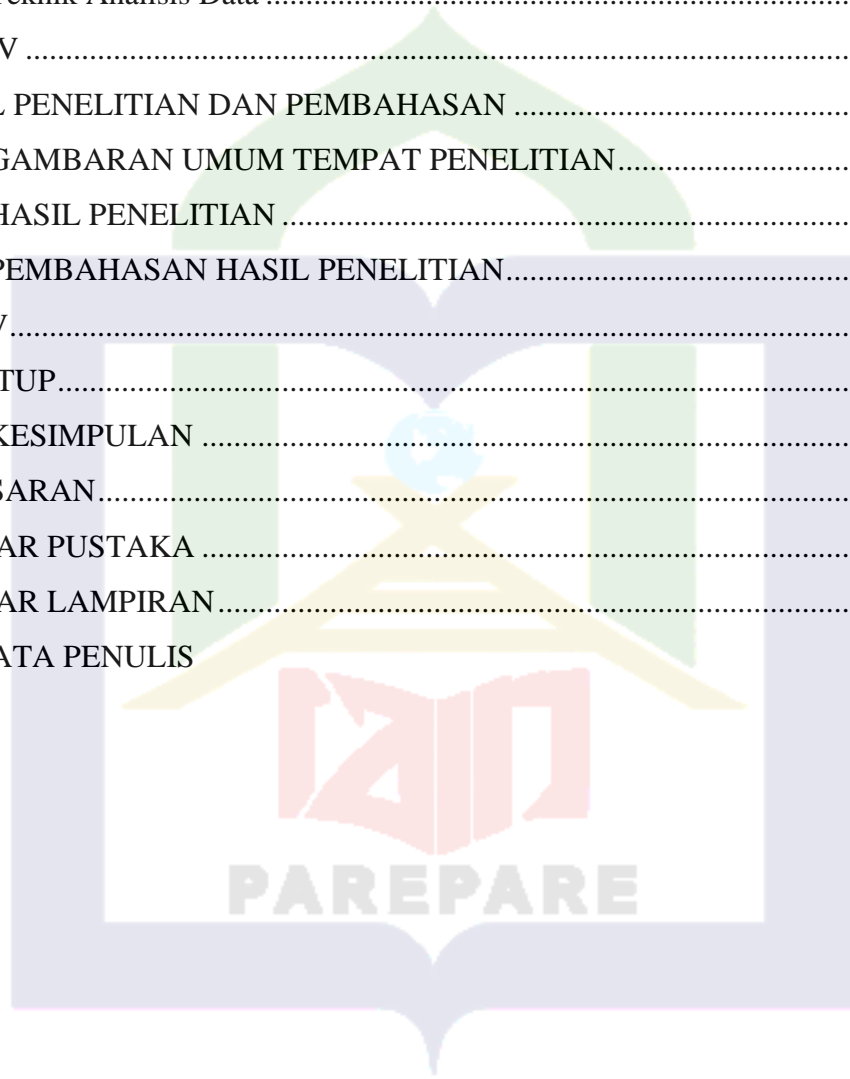 Teknik Analisis Data ....................................................................................
V ....................................................................................................................
L PENELITIAN DAN PEMBAHASAN ...............................................
GAMBARAN UMUM TEMPAT PENELITIAN.................................
HASIL PENELITIAN ................................................................................
PEMBAHASAN HASIL PENELITIAN.................................................
V......................................................................................................................
TUP................................................................................................................
KESIMPULAN ............................................................................................
SARAN.........................................................................................................
AR PUSTAKA ............................................................................................
AR LAMPIRAN..........................................................................................
ATA PENULIS
IAIN
PAREPARE